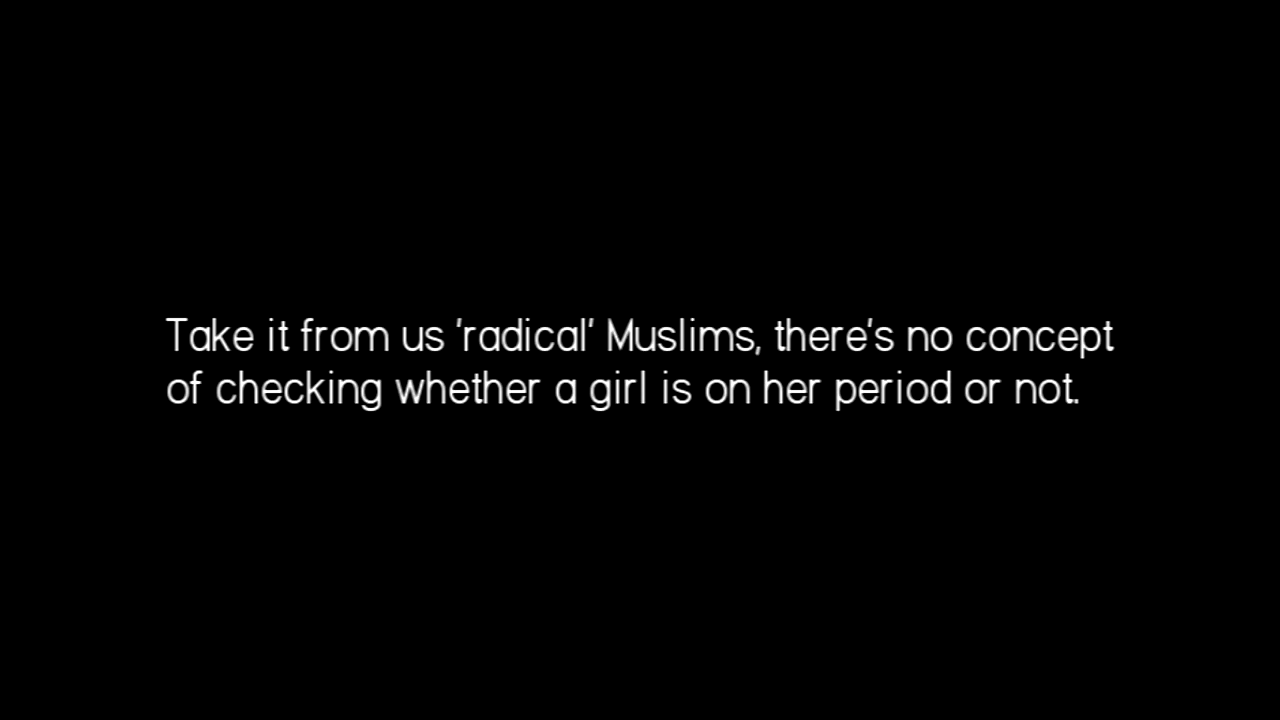 Take it from us 'radical' Muslims, there's no concept
of checking whether a girl is on her period or not.